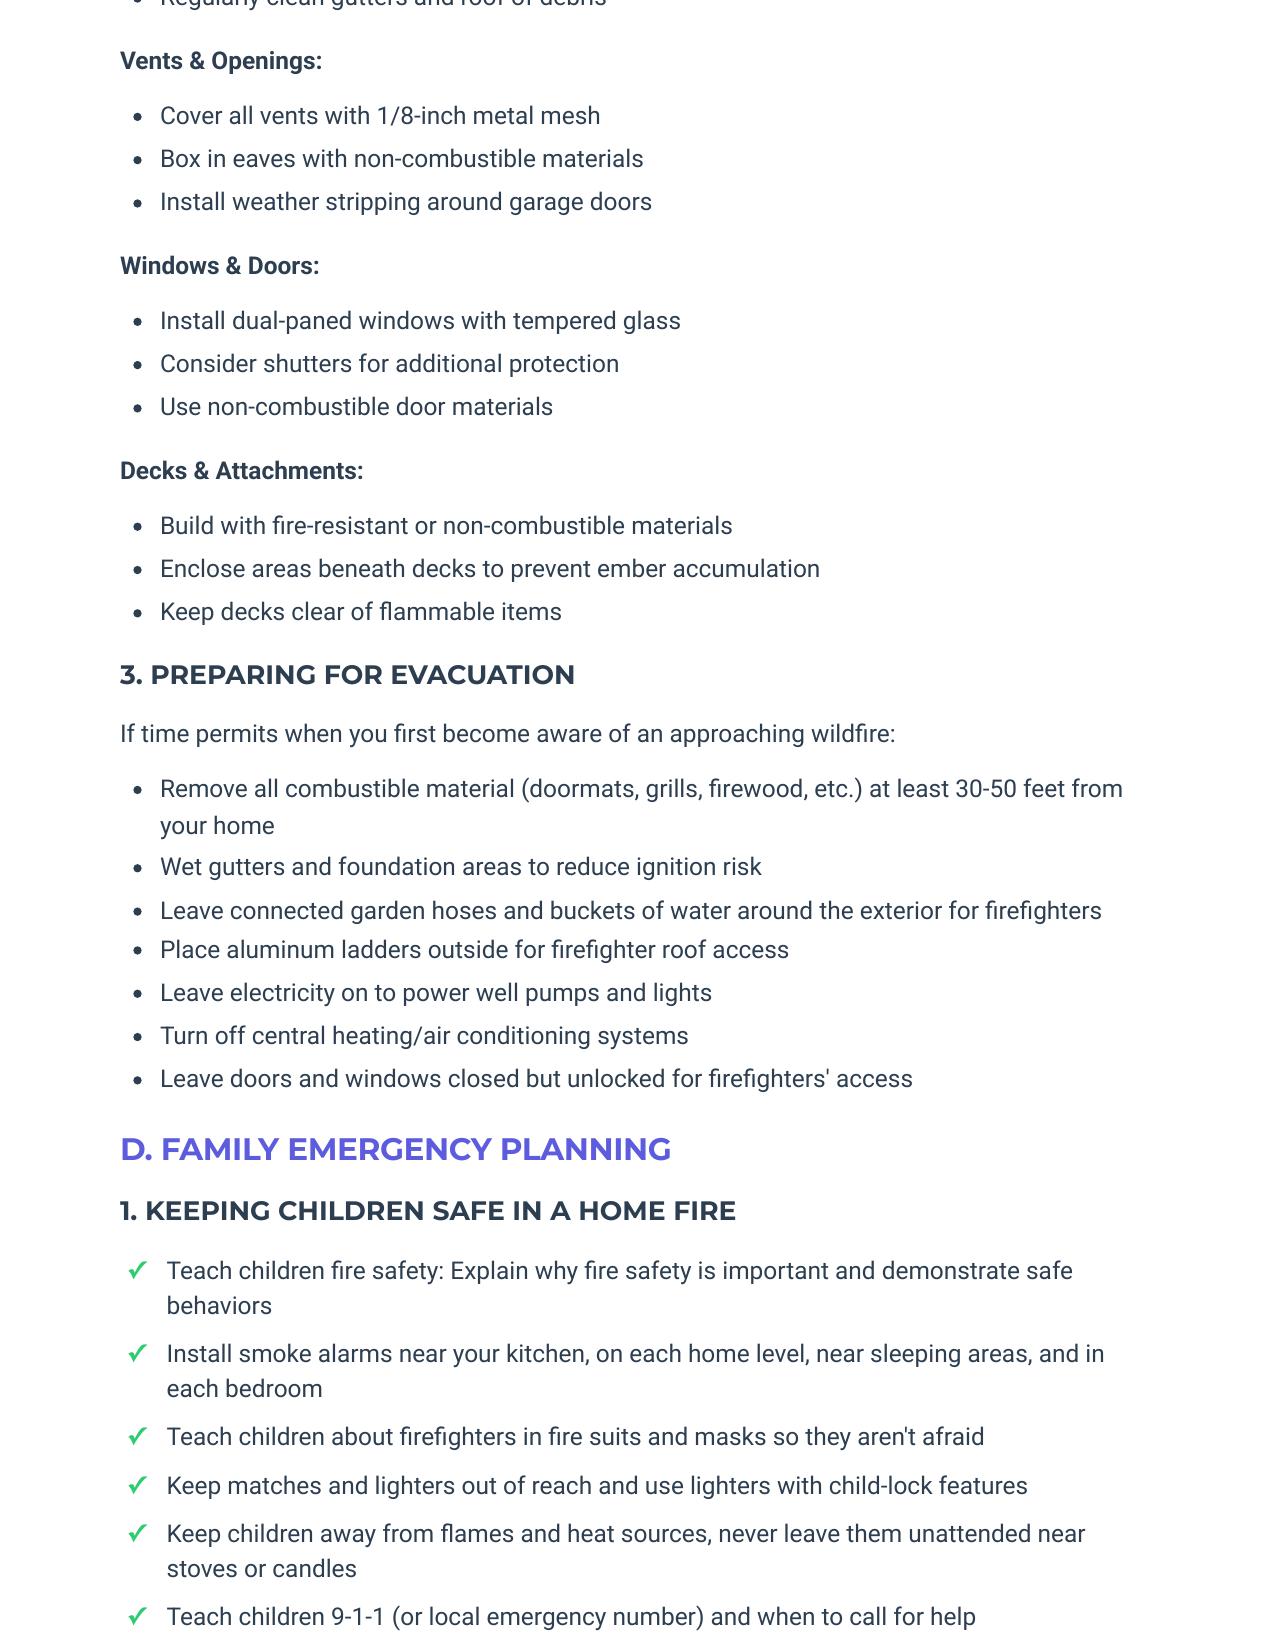 Regularly clean gutters and roof of debris
Vents & Openings:
Cover all vents with 1/8-inch metal mesh
Box in eaves with non-combustible materials
Install weather stripping around garage doors
Windows & Doors:
Install dual-paned windows with tempered glass
Consider shutters for additional protection
Use non-combustible door materials
Decks & Attachments:
Build with fire-resistant or non-combustible materials
Enclose areas beneath decks to prevent ember accumulation
Keep decks clear of flammable items
3. PREPARING FOR EVACUATION
If time permits when you first become aware of an approaching wildfire:
Remove all combustible material (doormats, grills, firewood, etc.) at least 30-50 feet from
your home
Wet gutters and foundation areas to reduce ignition risk
Leave connected garden hoses and buckets of water around the exterior for firefighters
Place aluminum ladders outside for firefighter roof access
Leave electricity on to power well pumps and lights
Turn off central heating/air conditioning systems
Leave doors and windows closed but unlocked for firefighters' access
D. FAMILY EMERGENCY PLANNING
1. KEEPING CHILDREN SAFE IN A HOME FIRE
✓ Teach children fire safety: Explain why fire safety is important and demonstrate safe
behaviors
✓ Install smoke alarms near your kitchen, on each home level, near sleeping areas, and in
each bedroom
✓ Teach children about firefighters in fire suits and masks so they aren't afraid
✓ Keep matches and lighters out of reach and use lighters with child-lock features
✓ Keep children away from flames and heat sources, never leave them unattended near
stoves or candles
✓ Teach children 9-1-1 (or local emergency number) and when to call for help